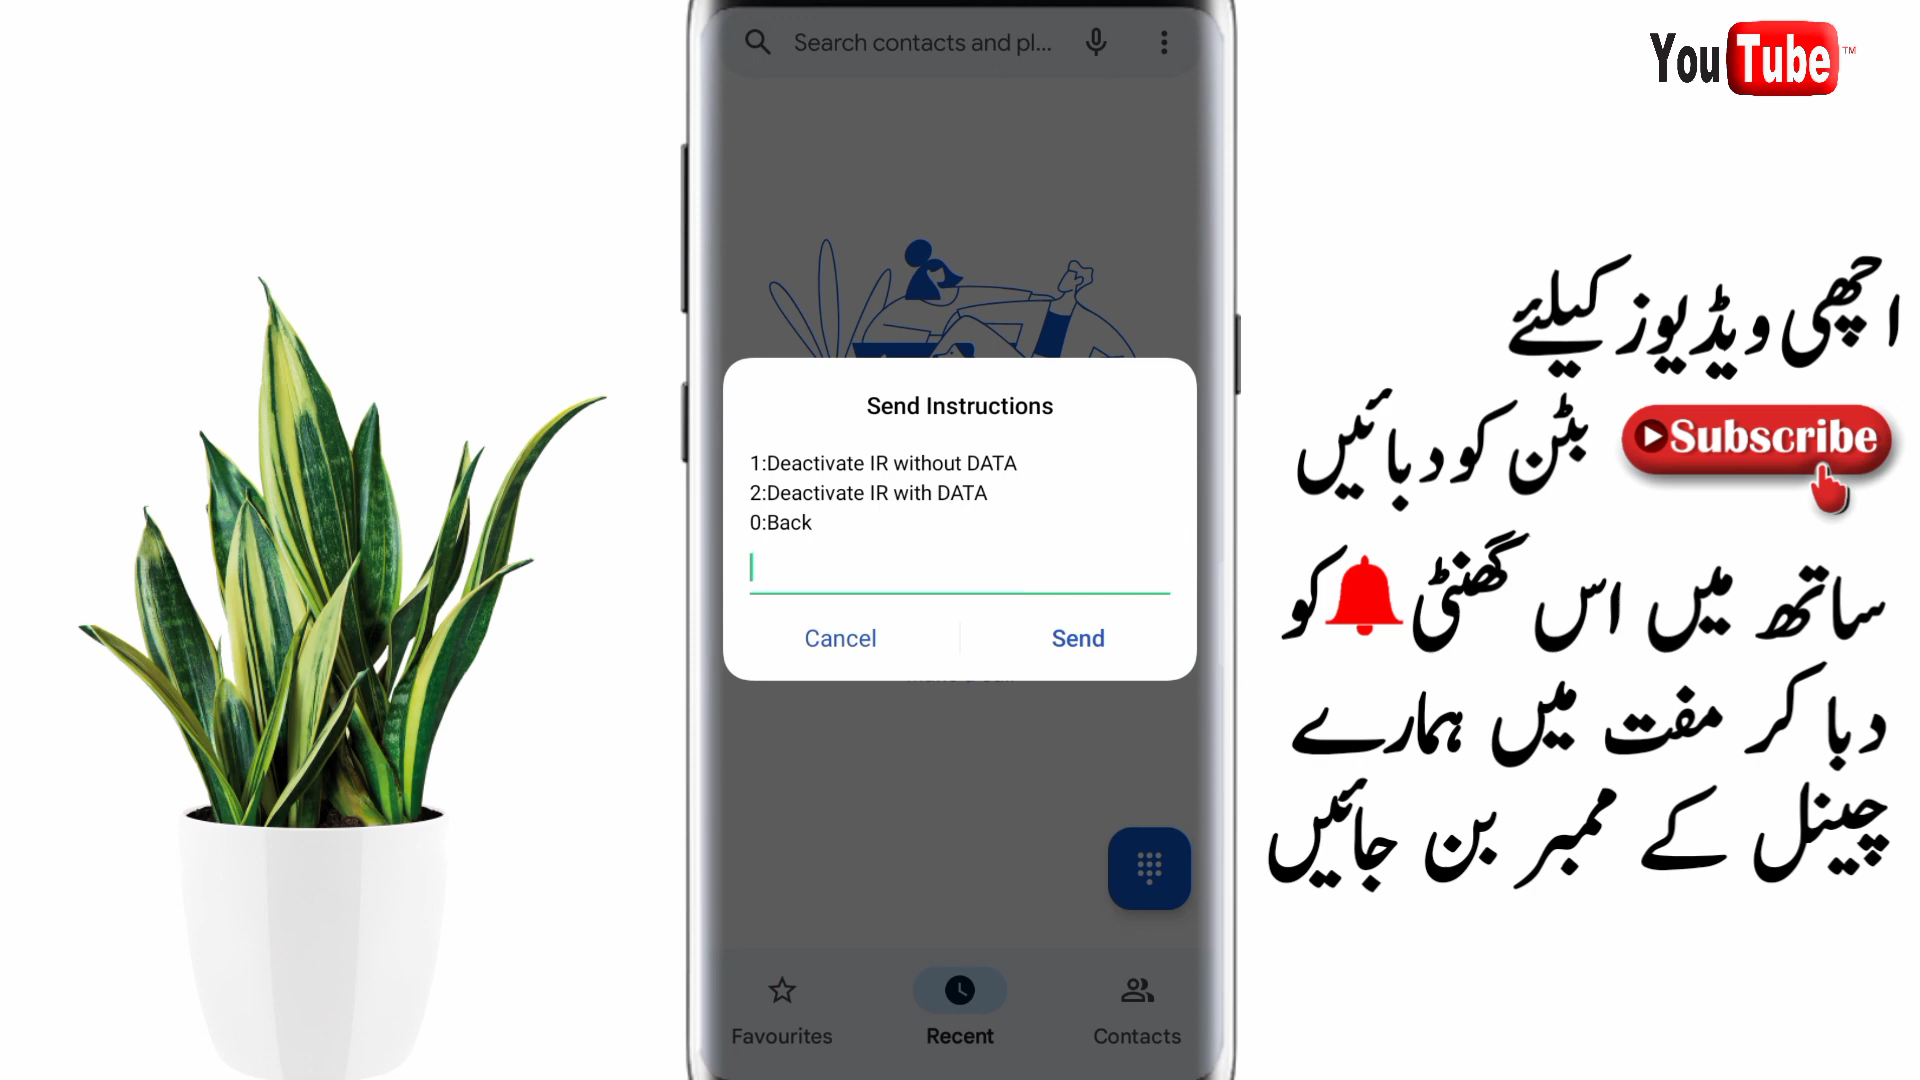 Search contacts and pl...
YouTube™
Send Instructions
1:Deactivate IR without DATA
2:Deactivate IR with DATA
0:Back
Cancel
Send
Favourites
Recent
Contacts
اچھی ویڈیوز کیلئے
Subscribe بٹن کو دبائیں
ساتھ میں اس گھنٹی کو
دبا کر مفت میں ہمارے
چینل کے ممبر بن جائیں